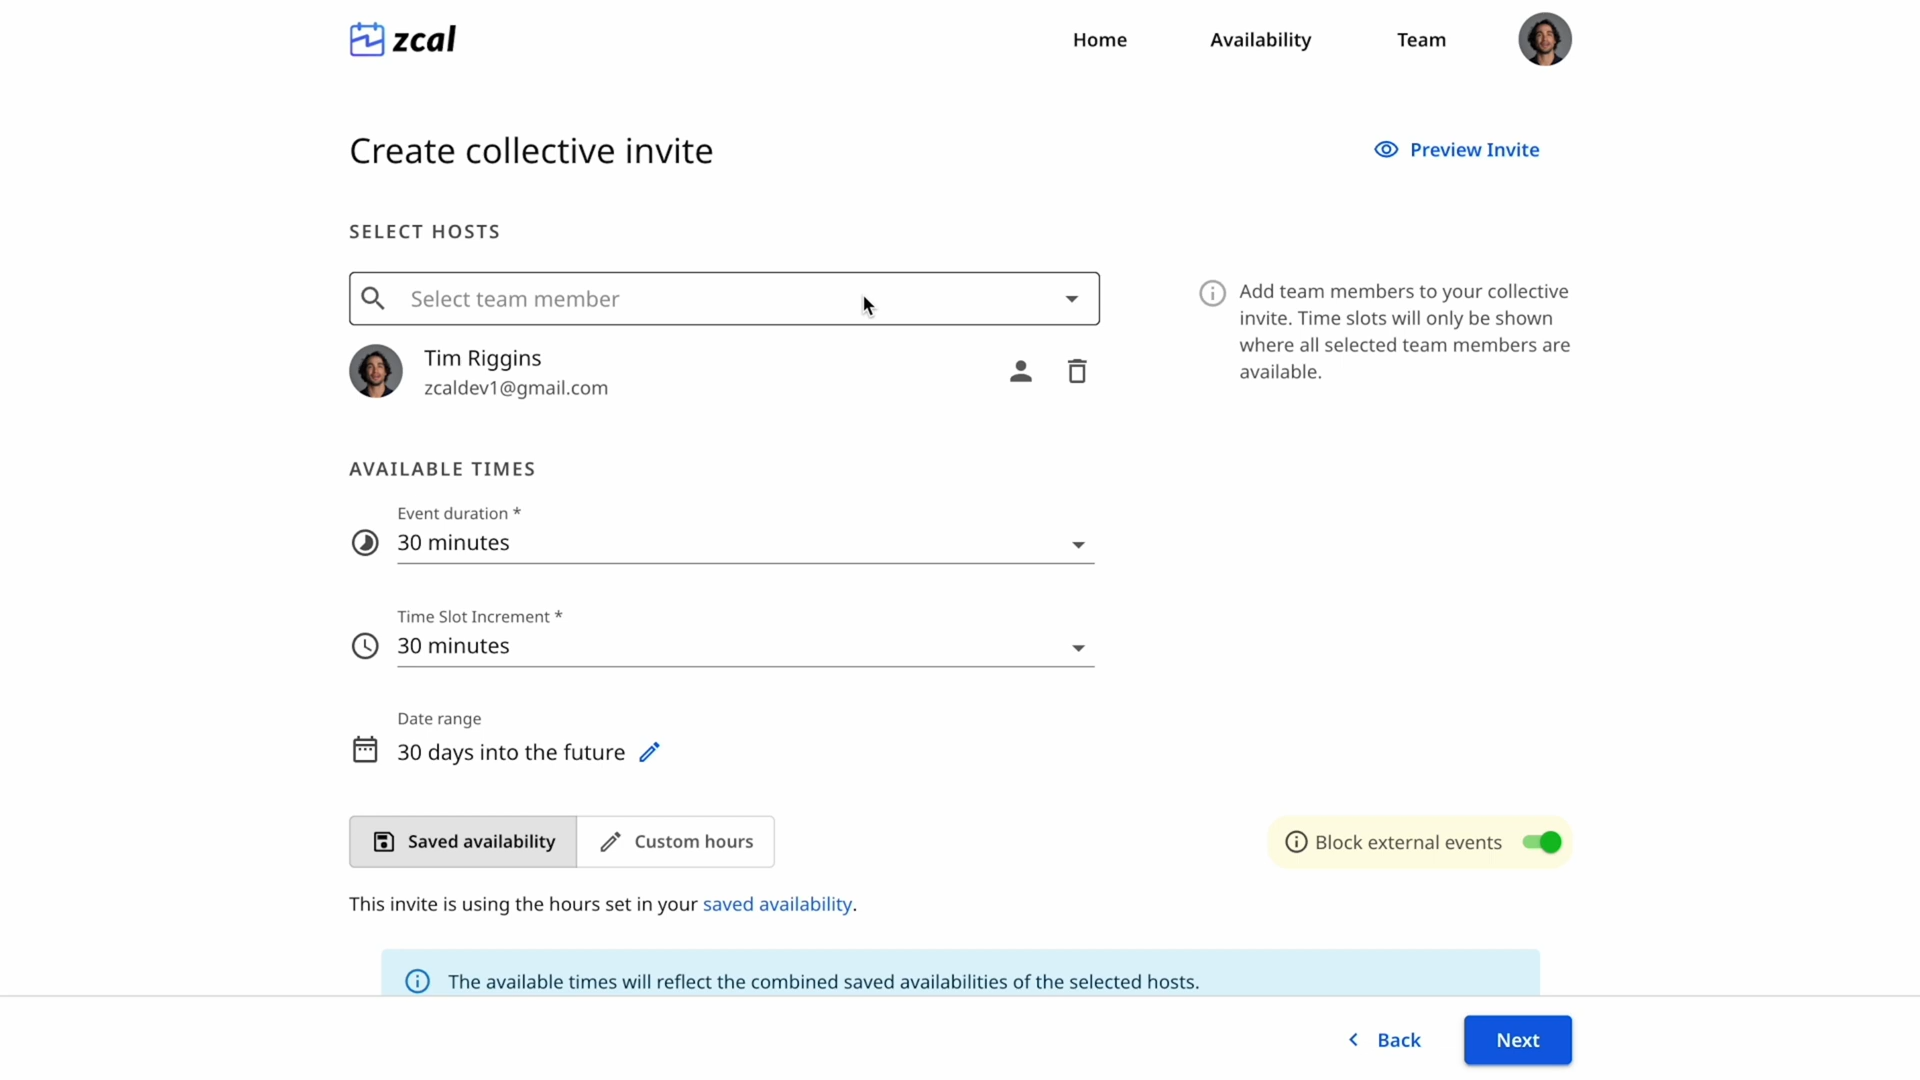 zcal
Home
Availability
Team
Create collective invite
Preview Invite
SELECT HOSTS
Select team member
Add team members to your collective
invite. Time slots will only be shown
where all selected team members are
available.
Tim Riggins
zcaldev1@gmail.com
AVAILABLE TIMES
Event duration *
30 minutes
Time Slot Increment *
30 minutes
Date range
30 days into the future
Saved availability
Custom hours
Block external events
This invite is using the hours set in your saved availability.
The available times will reflect the combined saved availabilities of the selected hosts.
Back
Next